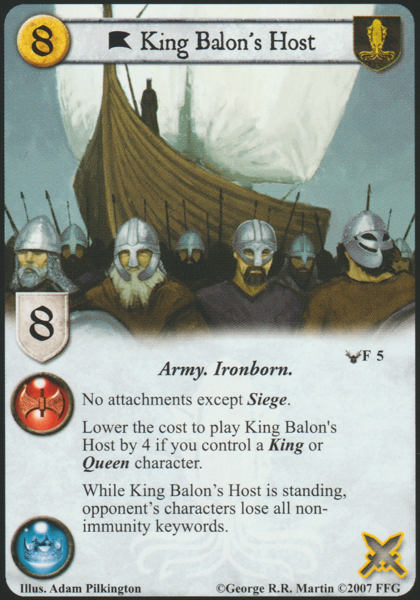 8 King Balon's Host
8
Army. Ironborn.
F 5
No attachments except Siege.
Lower the cost to play King Balon's
Host by 4 if you control a King or
Queen character.
While King Balon's Host is standing,
opponent's characters lose all non-
immunity keywords.
Illus. Adam Pilkington ©George R.R. Martin ©2007 FFG